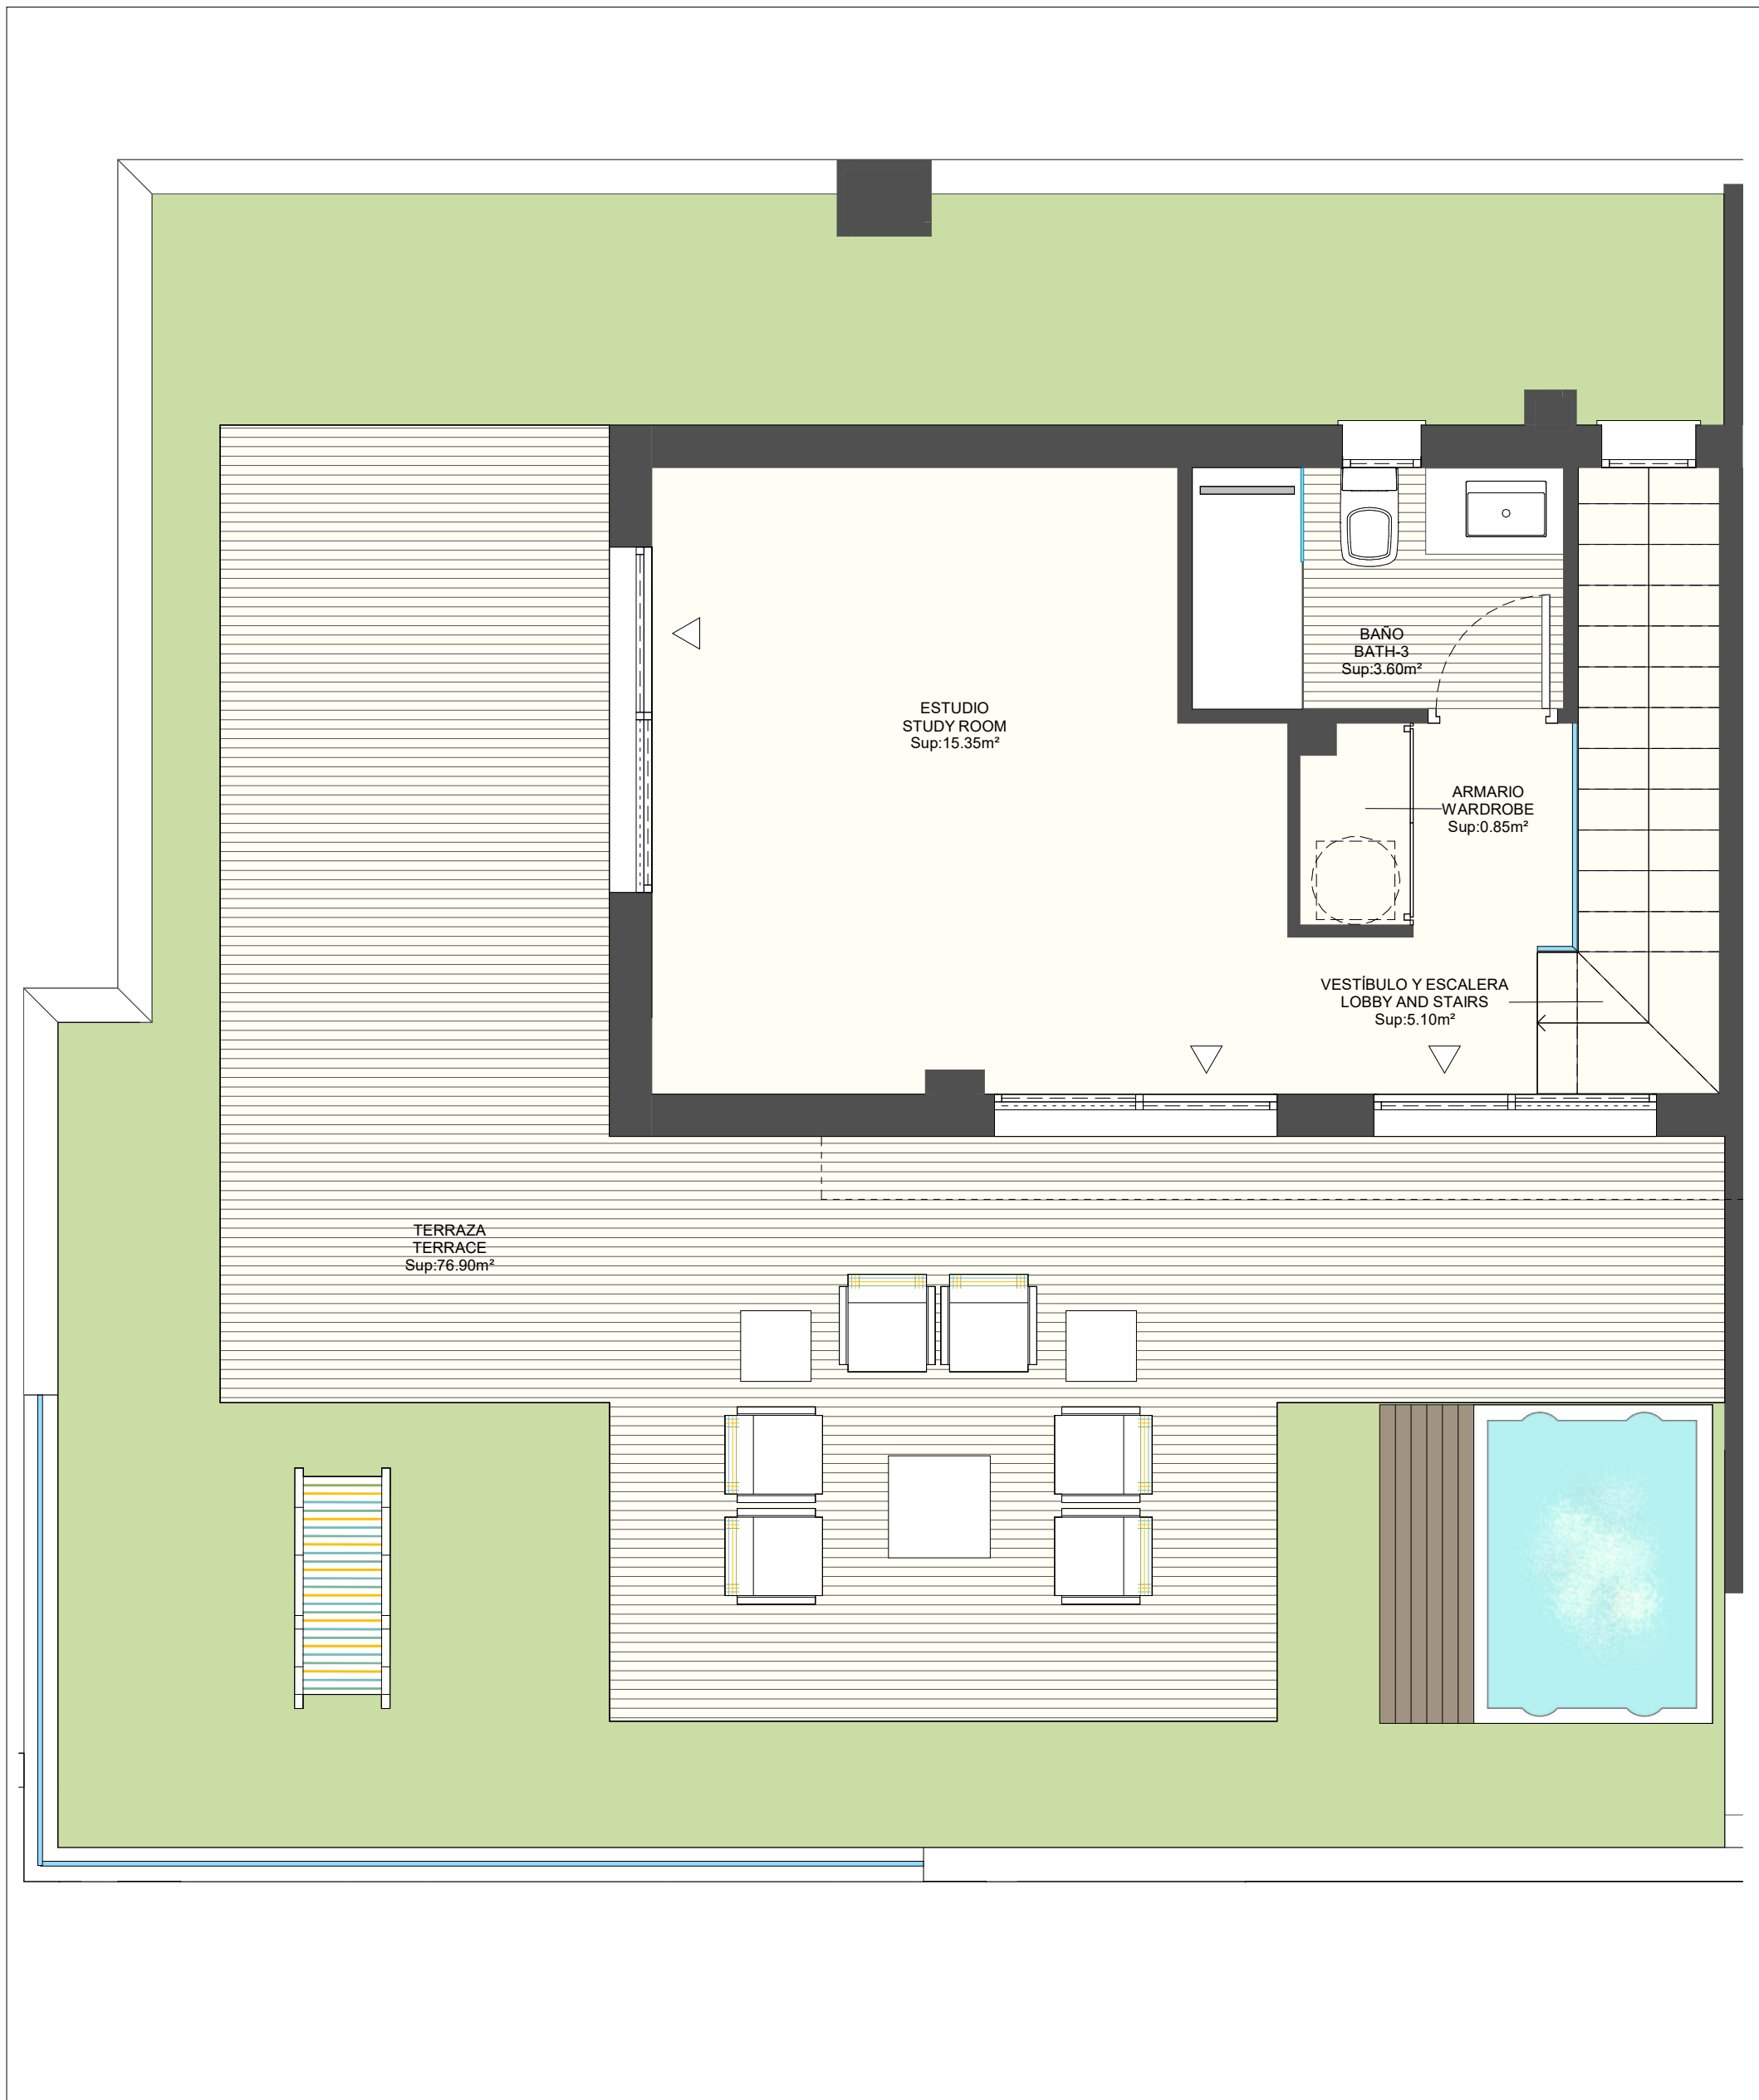 BAÑO
BATH-3
Sup:3.60m²
ESTUDIO
STUDY ROOM
Sup:15.35m²
ARMARIO
WARDROBE
Sup:0.85m²
VESTÍBULO Y ESCALERA
LOBBY AND STAIRS
Sup:5.10m²
TERRAZA
TERRACE
Sup:76.90m²